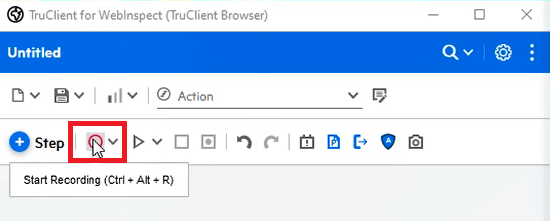 TruClient for WebInspect (TruClient Browser)
Untitled
Action
Step
Start Recording (Ctrl + Alt + R)